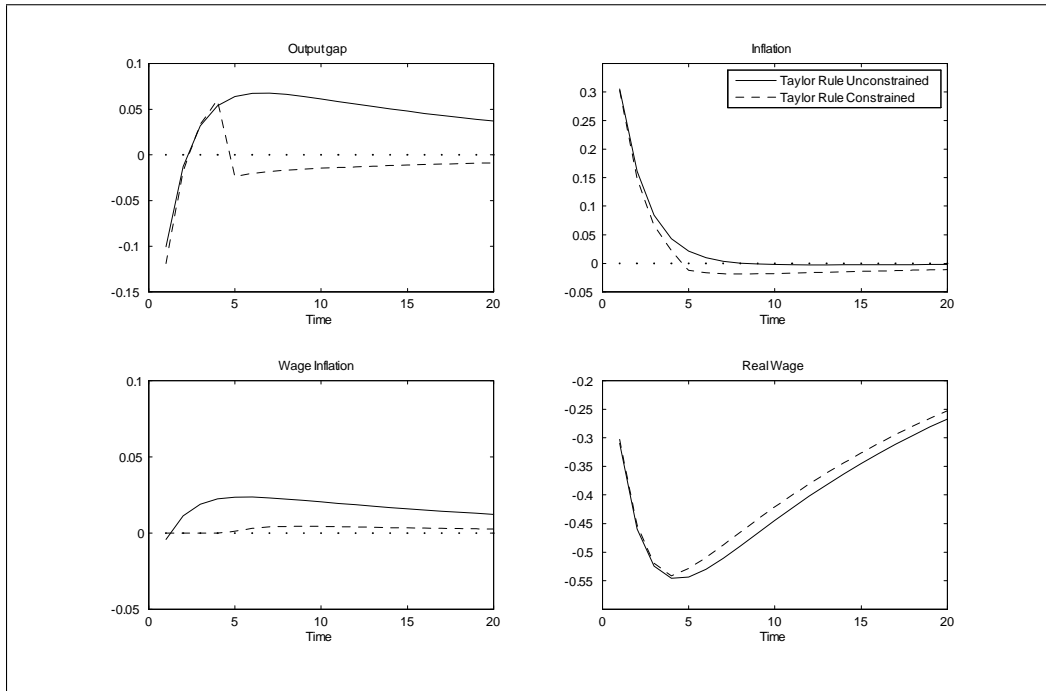 Output gap
0.1
0.05
0
-0.05
-0.1
-0.15
0 5 10 15 20
Time
Inflation
Taylor Rule Unconstrained
Taylor Rule Constrained
0.3
0.25
0.2
0.15
0.1
0.05
0
-0.05
0 5 10 15 20
Time
Wage Inflation
0.1
0.05
0
-0.05
0 5 10 15 20
Time
Real Wage
-0.2
-0.25
-0.3
-0.35
-0.4
-0.45
-0.5
-0.55
0 5 10 15 20
Time